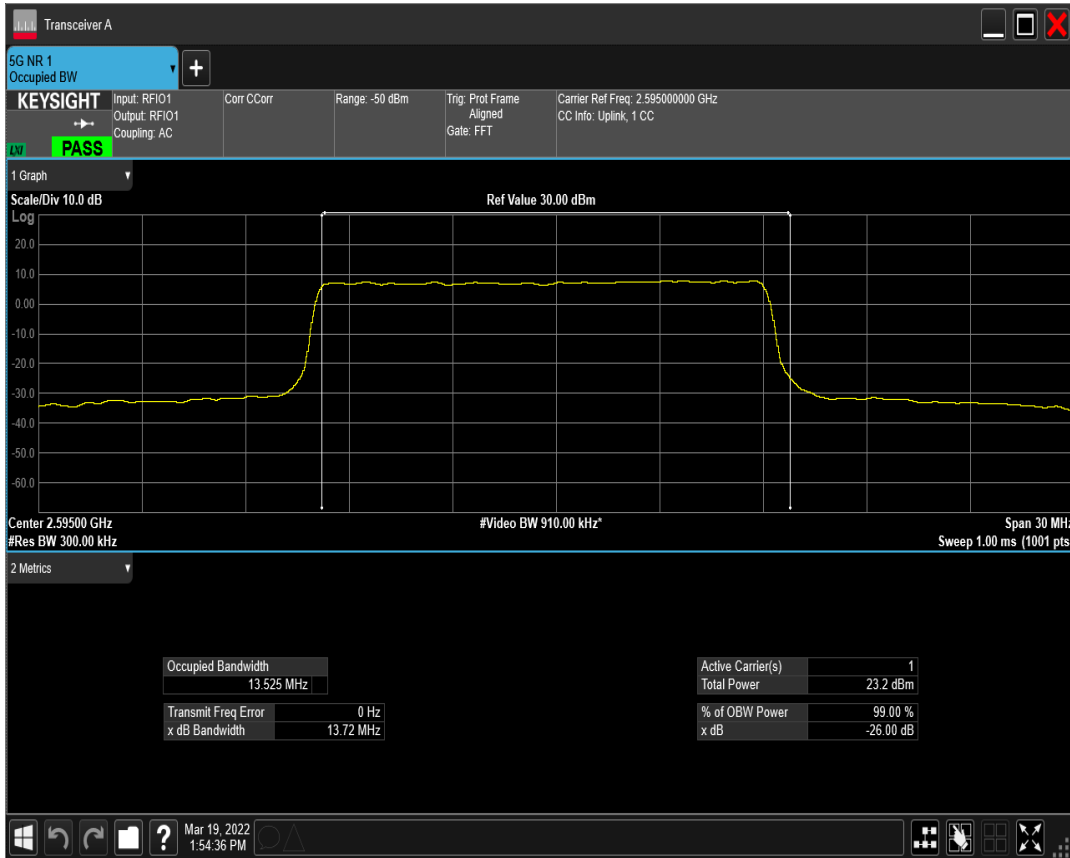 Transceiver A
5G NR 1
Occupied BW
+
KEYSIGHT
LXI
PASS
Input: RFIO1
Output: RFIO1
Coupling: AC
Corr CCorr
Range: -50 dBm
Trig: Prot Frame
Aligned
Gate: FFT
Carrier Ref Freq: 2.595000000 GHz
CC Info: Uplink, 1 CC
1 Graph
Scale/Div 10.0 dB
Ref Value 30.00 dBm
Log
20.0
10.0
0.00
-10.0
-20.0
-30.0
-40.0
-50.0
-60.0
Center 2.59500 GHz
#Video BW 910.00 kHz*
Span 30 MHz
#Res BW 300.00 kHz
Sweep 1.00 ms (1001 pts
2 Metrics
Occupied Bandwidth
13.525 MHz
Transmit Freq Error 0 Hz
x dB Bandwidth 13.72 MHz
Active Carrier(s) 1
Total Power 23.2 dBm
% of OBW Power 99.00 %
x dB -26.00 dB
?
Mar 19, 2022
1:54:36 PM